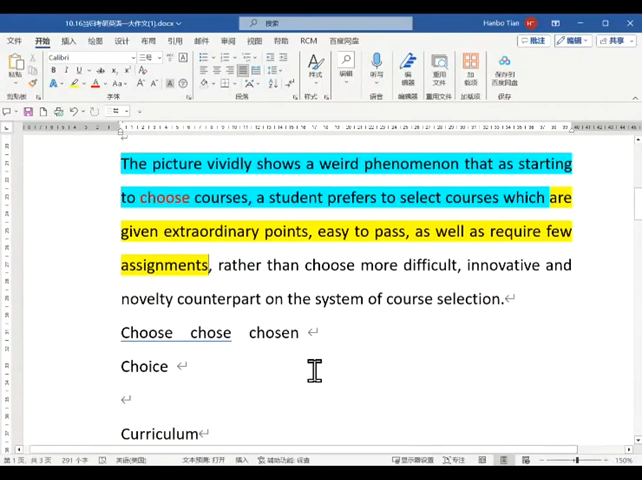 10.16当归考研英语一大作文(1).docx
搜索
Hanbo Tian
文件 开始 插入 绘图 设计 布局 引用 邮件 审阅 视图 帮助 RCM 百度网盘
批注 编辑 共享
粘贴
Calibri 三号
样式
编辑
听写
编辑器
重用文件
加载项
保存到百度网盘
剪贴板 字体 段落 样式 语音 编辑器 重用文件 加载项 保存
The picture vividly shows a weird phenomenon that as starting
to choose courses, a student prefers to select courses which are
given extraordinary points, easy to pass, as well as require few
assignments, rather than choose more difficult, innovative and
novelty counterpart on the system of course selection.
Choose chose chosen
Choice
Curriculum
第1页，共3页 291个字 英语(美国) 文本预测: 打开 插入 辅助功能: 调查 显示器设置 专注 150%